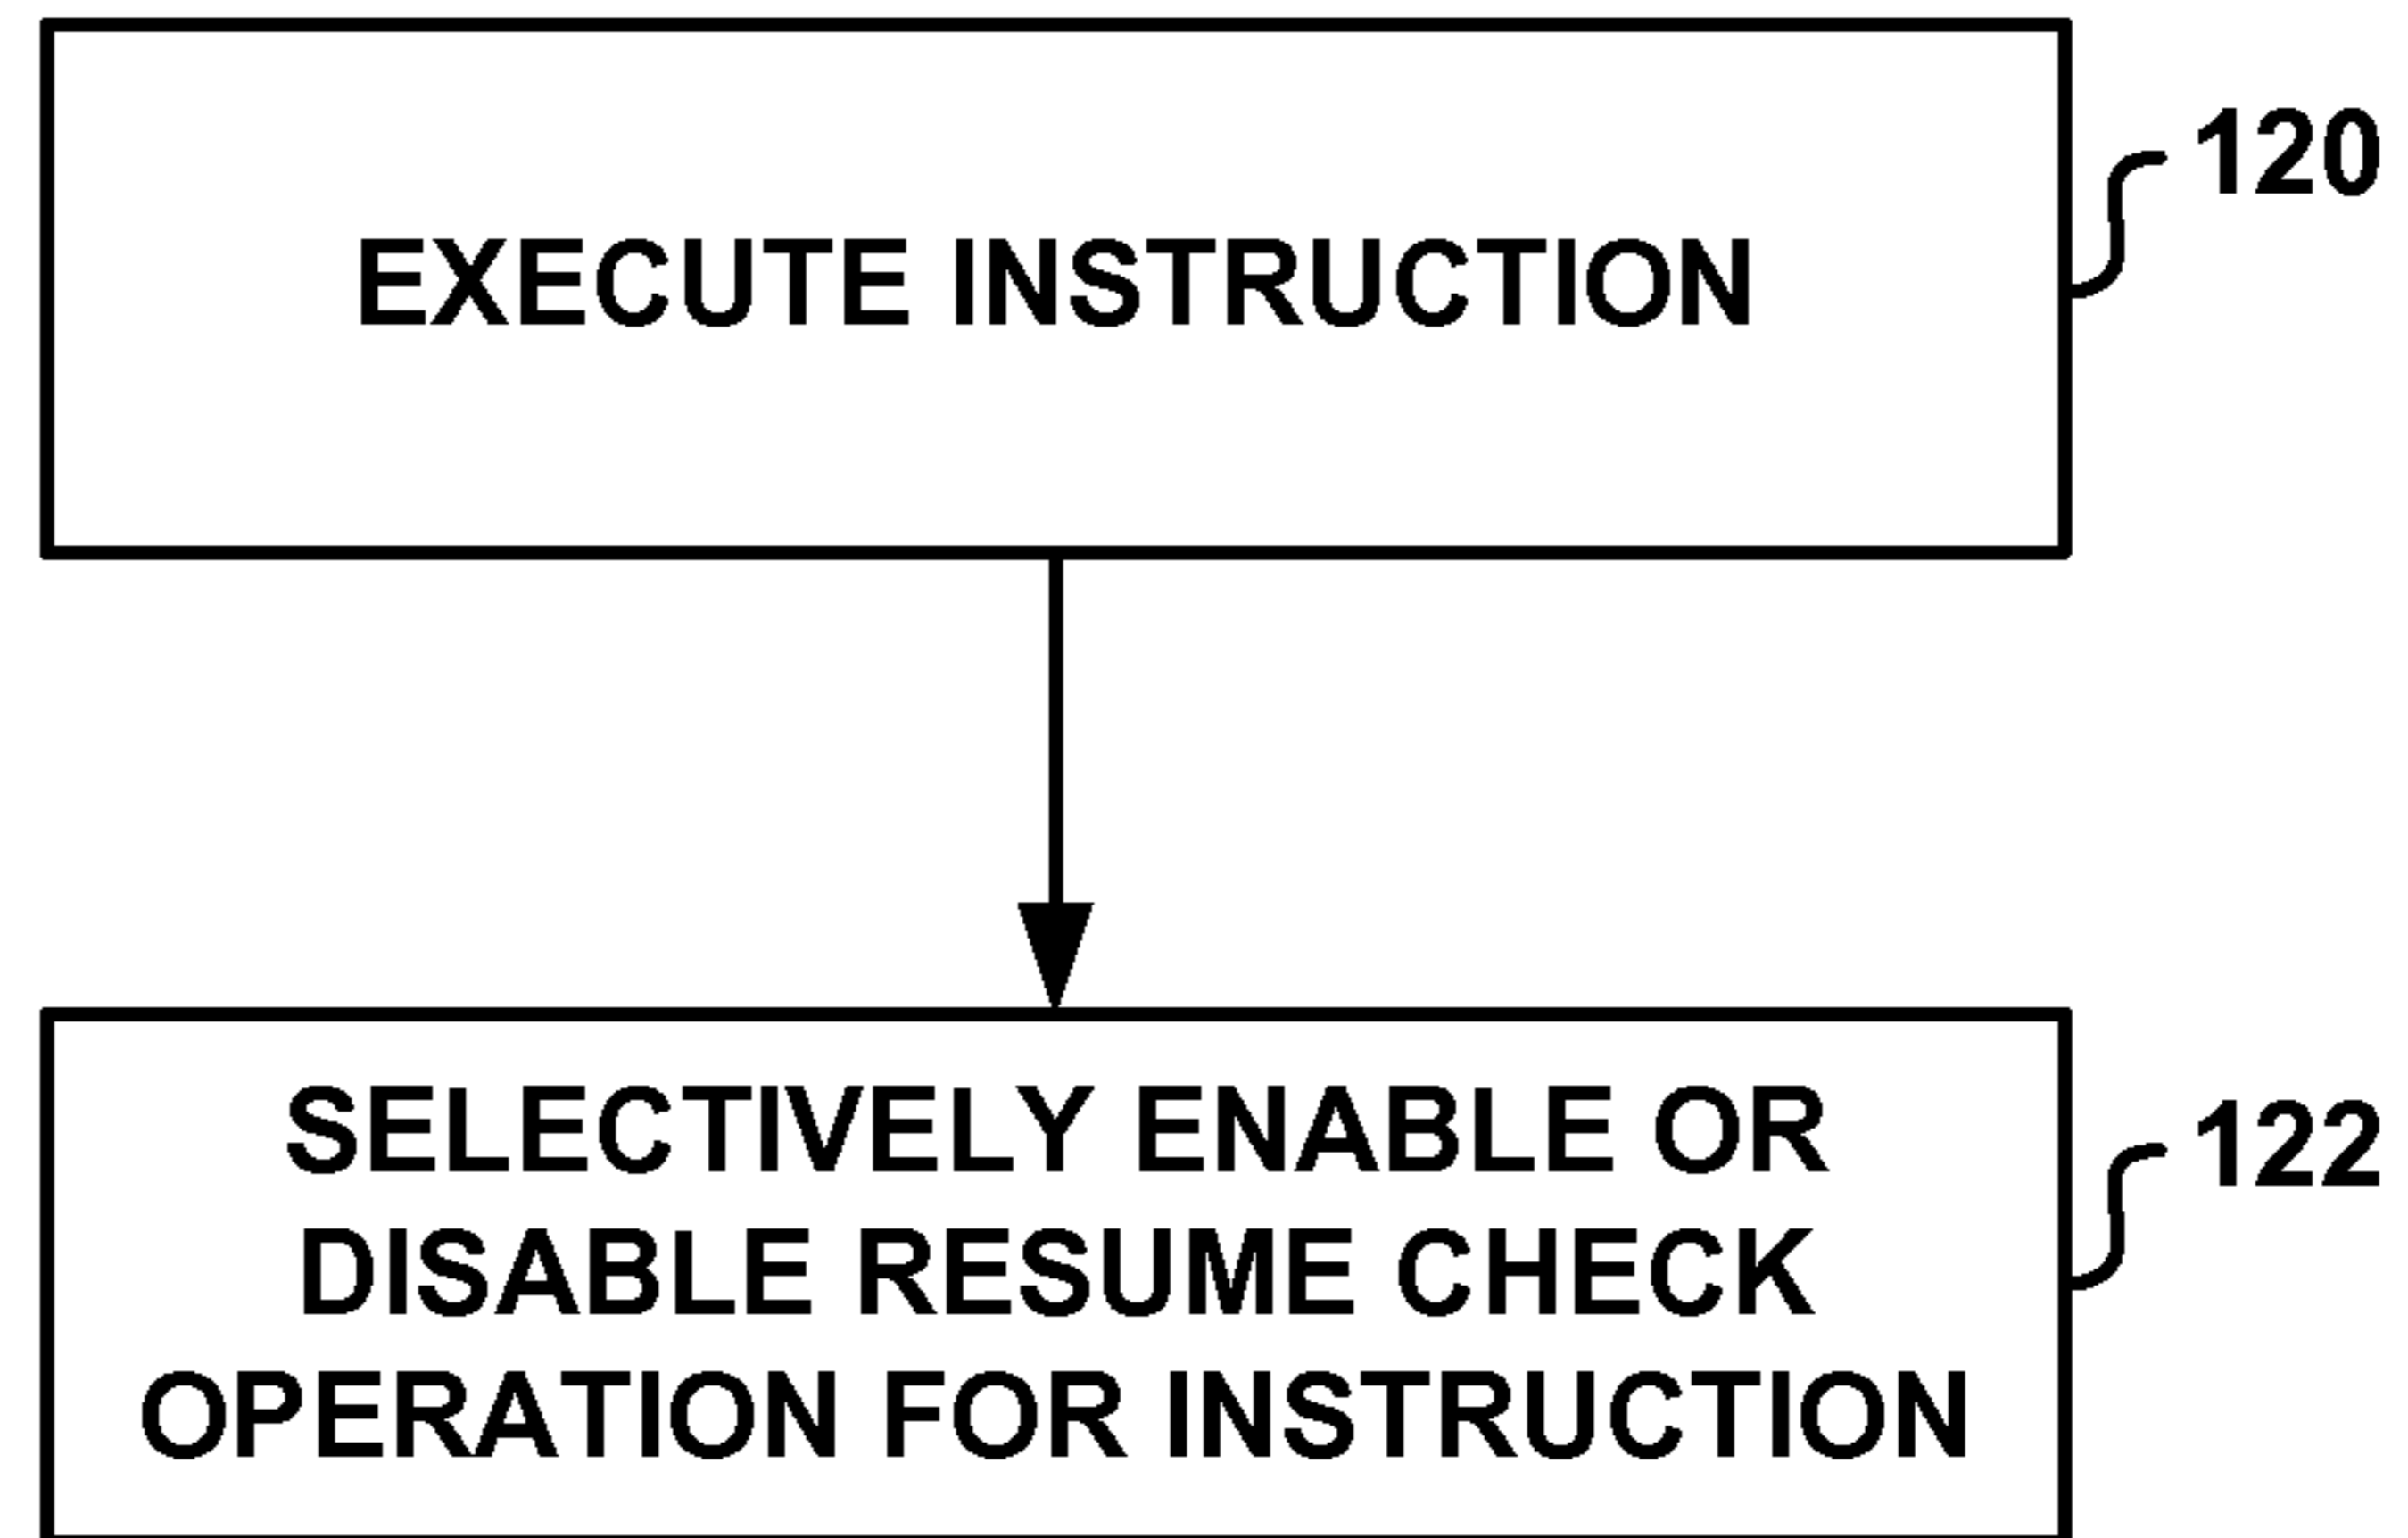 EXECUTE INSTRUCTION
120
SELECTIVELY ENABLE OR
DISABLE RESUME CHECK
OPERATION FOR INSTRUCTION
122